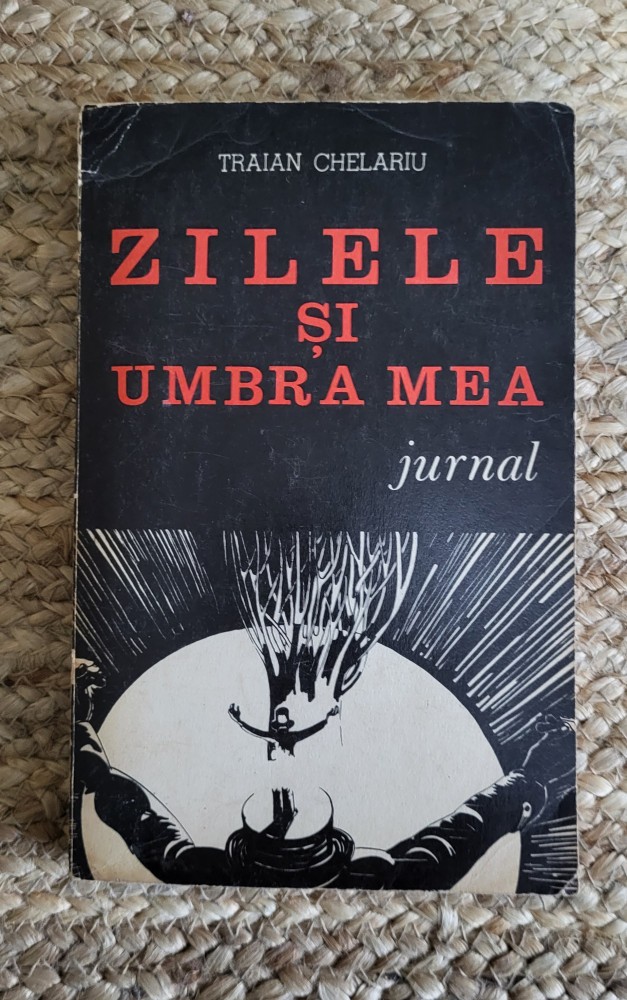 TRAIAN CHELARIU
ZILELE
ȘI
UMBRA MEA
jurnal